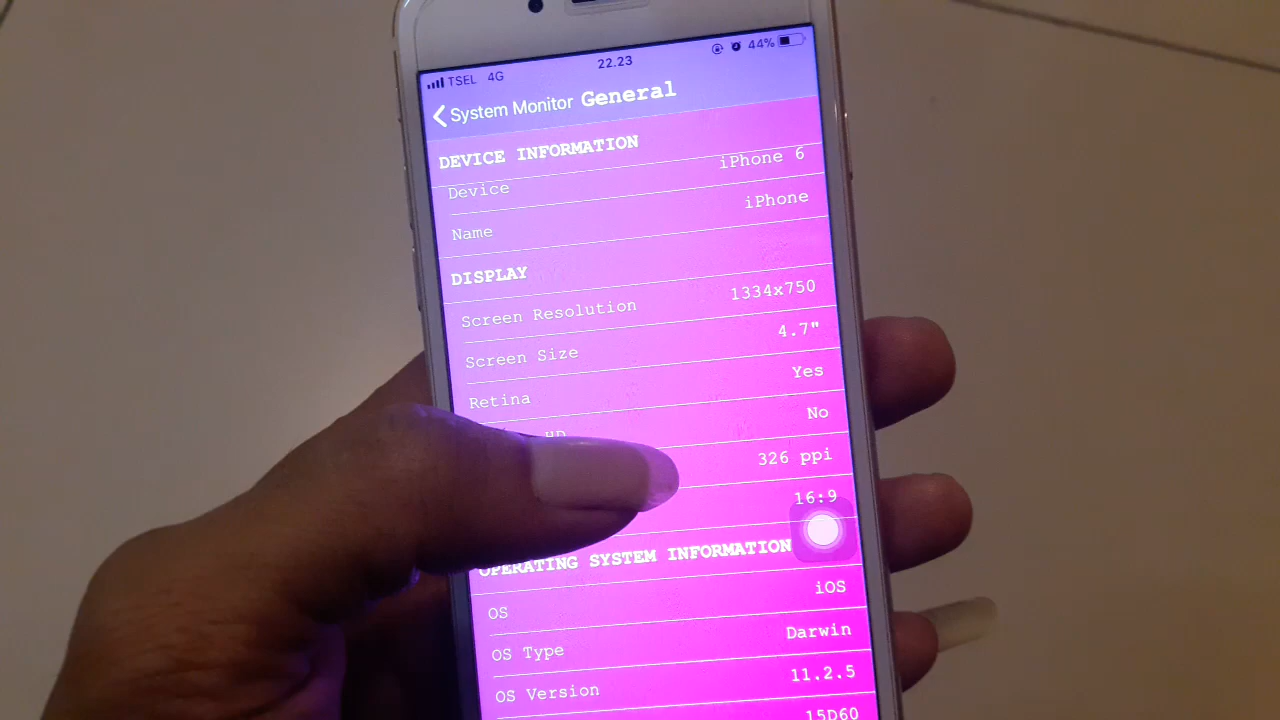 TSEL 4G 22.23 44%
System Monitor General
DEVICE INFORMATION
Device iPhone 6
Name iPhone
DISPLAY
Screen Resolution 1334x750
Screen Size 4.7"
Retina Yes
HD No
326 ppi
16:9
OPERATING SYSTEM INFORMATION
OS iOS
OS Type Darwin
OS Version 11.2.5
15D60